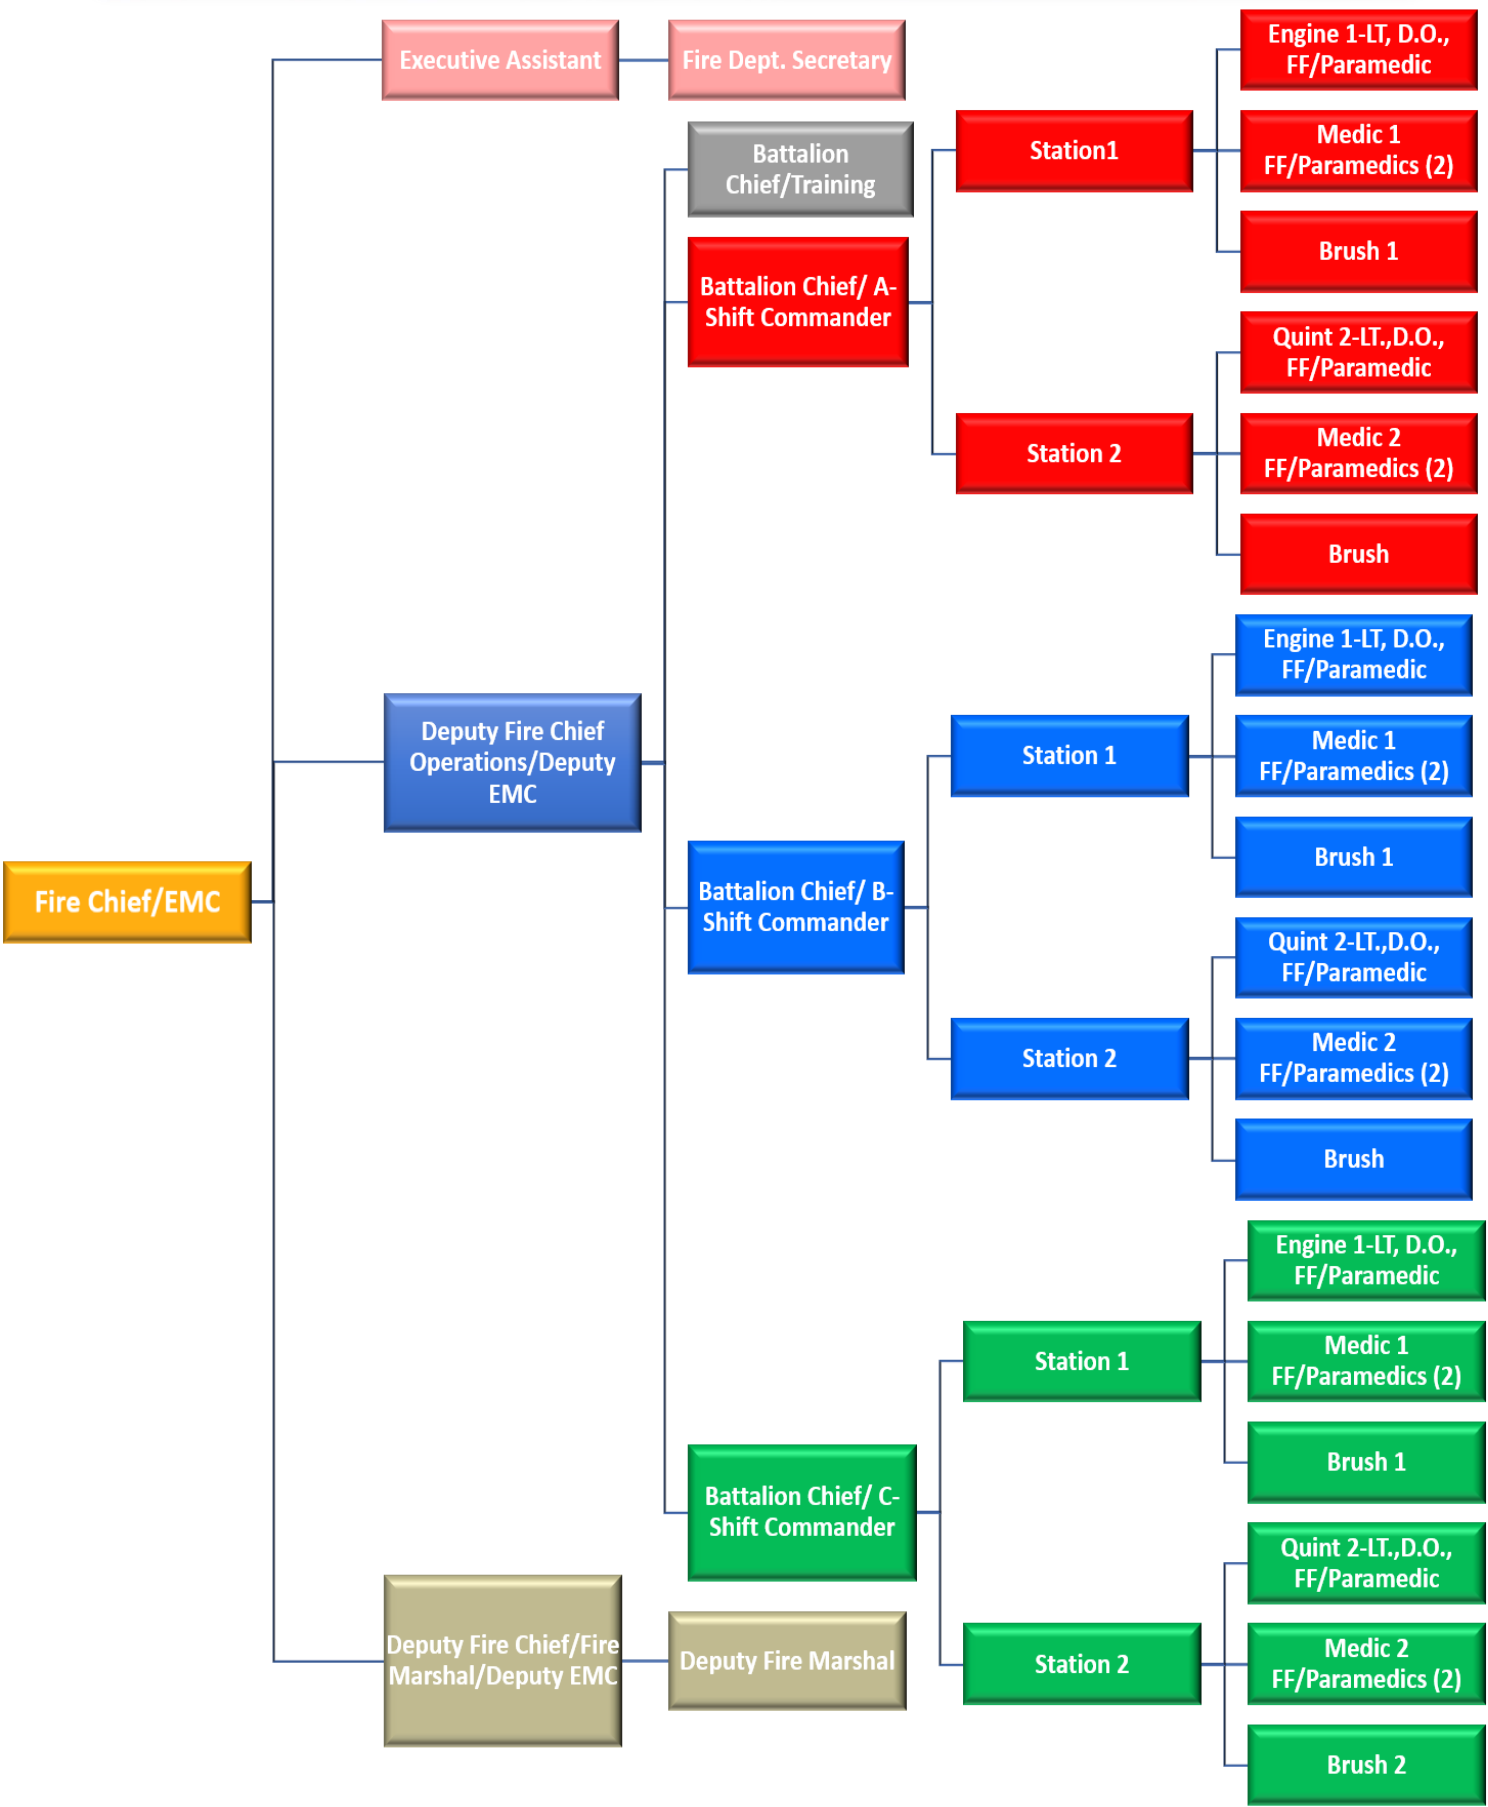 Executive Assistant
Fire Dept. Secretary
Battalion
Chief/Training
Battalion Chief/ A-
Shift Commander
Station1
Engine 1-LT, D.O.,
FF/Paramedic
Medic 1
FF/Paramedics (2)
Brush 1
Station 2
Quint 2-LT.,D.O.,
FF/Paramedic
Medic 2
FF/Paramedics (2)
Brush
Fire Chief/EMC
Deputy Fire Chief
Operations/Deputy
EMC
Battalion Chief/ B-
Shift Commander
Station 1
Engine 1-LT, D.O.,
FF/Paramedic
Medic 1
FF/Paramedics (2)
Brush 1
Station 2
Quint 2-LT.,D.O.,
FF/Paramedic
Medic 2
FF/Paramedics (2)
Brush
Battalion Chief/ C-
Shift Commander
Station 1
Engine 1-LT, D.O.,
FF/Paramedic
Medic 1
FF/Paramedics (2)
Brush 1
Station 2
Quint 2-LT.,D.O.,
FF/Paramedic
Medic 2
FF/Paramedics (2)
Brush 2
Deputy Fire Chief/Fire
Marshal/Deputy EMC
Deputy Fire Marshal